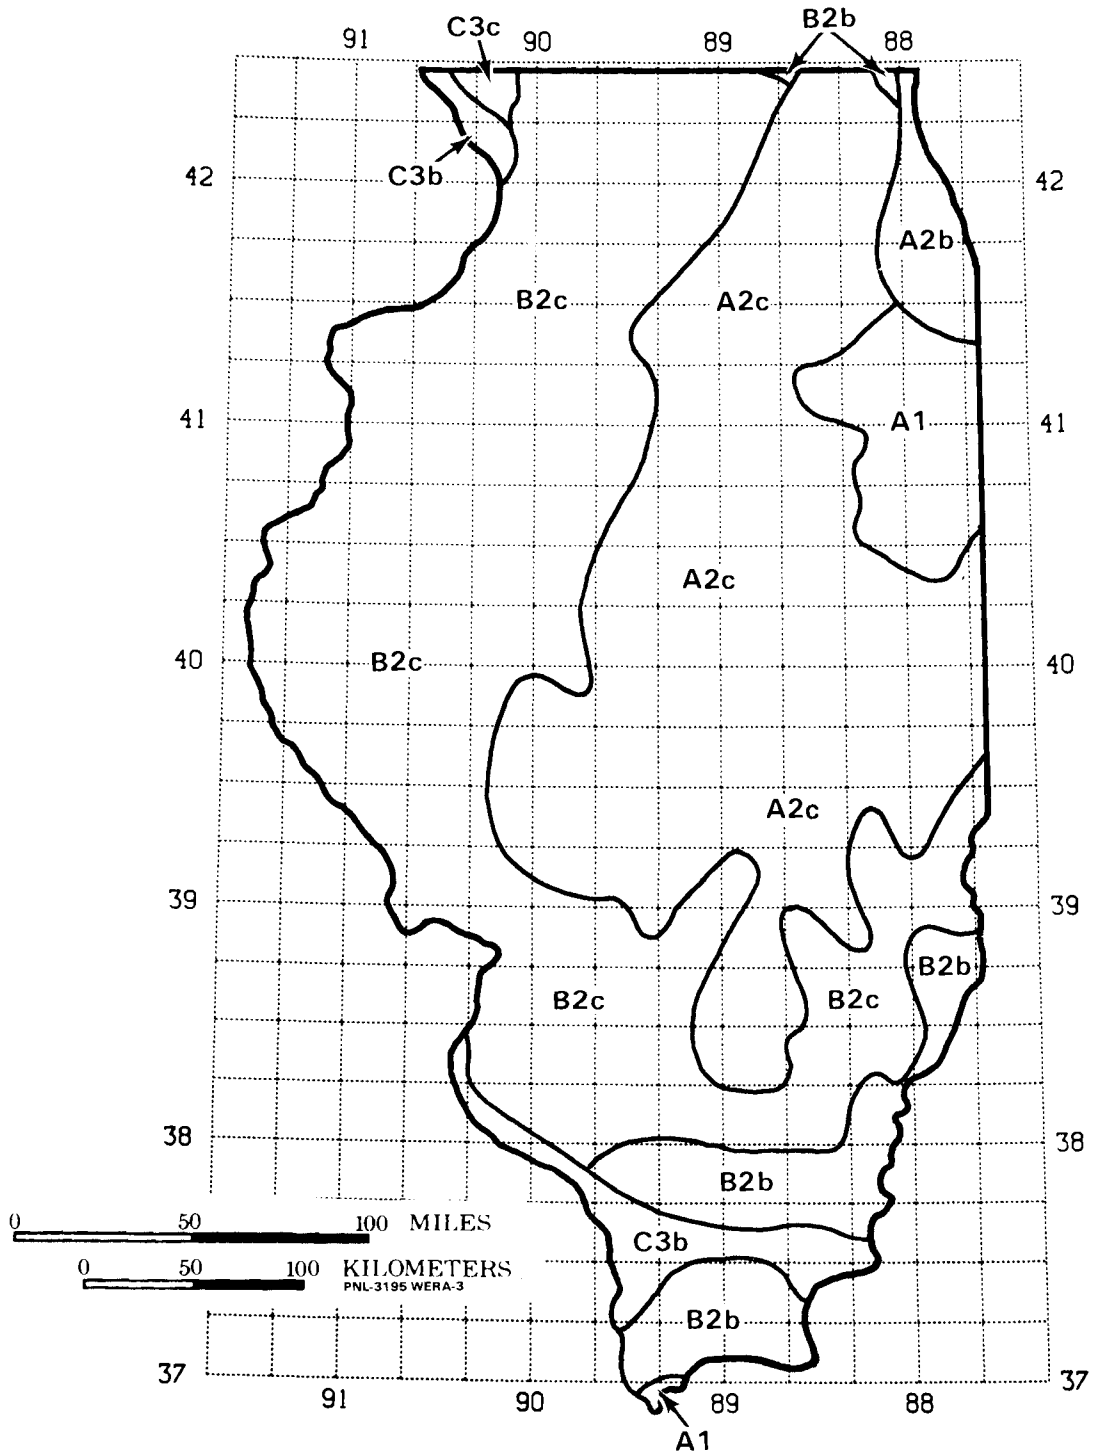 B2b
C3c
91
90
89
88
C3b
42
42
A2b
B2c
A2c
41
A1
41
A2c
40
B2c
40
A2c
39
39
B2b
B2c
B2c
38
38
B2b
0 50 100 MILES
C3b
0 50 100 KILOMETERS
PNL-3195 WERA-3
B2b
37
37
91
90
89
88
A1